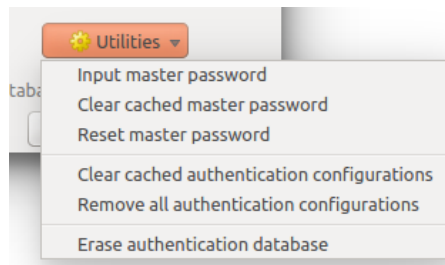 Utilities
Input master password
Clear cached master password
Reset master password
Clear cached authentication configurations
Remove all authentication configurations
Erase authentication database